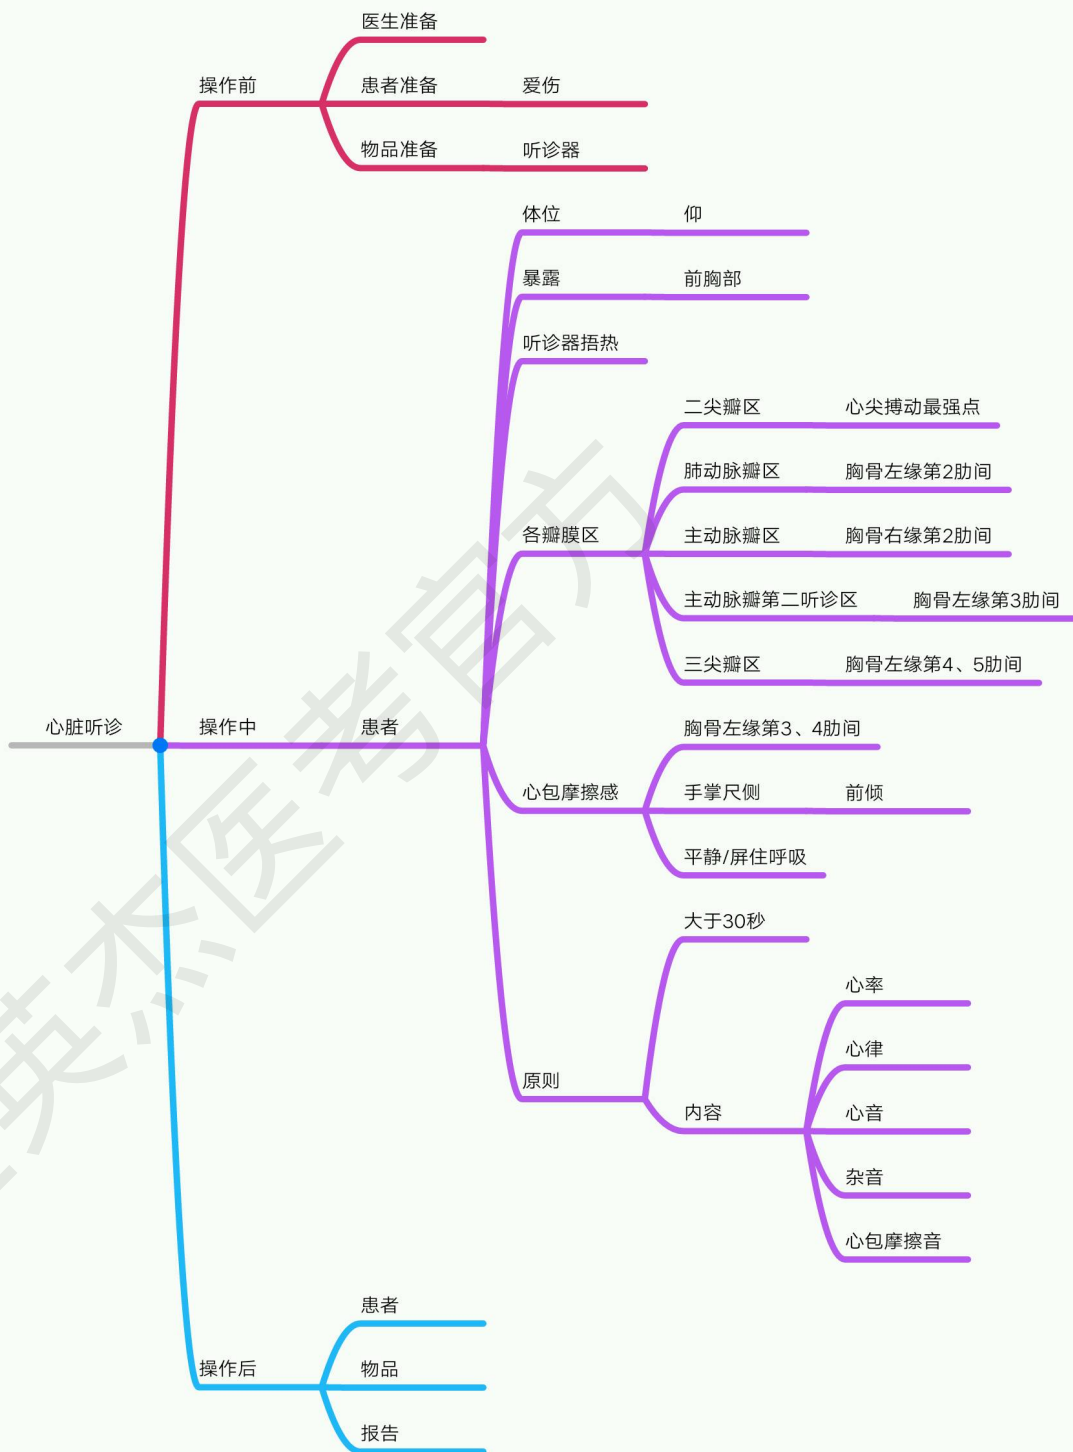 医生准备
操作前
患者准备
爱伤
物品准备
听诊器
体位
仰
暴露
前胸部
听诊器捂热
二尖瓣区
心尖搏动最强点
肺动脉瓣区
胸骨左缘第2肋间
各瓣膜区
主动脉瓣区
胸骨右缘第2肋间
主动脉瓣第二听诊区
胸骨左缘第3肋间
三尖瓣区
胸骨左缘第4、5肋间
心脏听诊
操作中
患者
胸骨左缘第3、4肋间
心包摩擦感
手掌尺侧
前倾
平静/屏住呼吸
大于30秒
心率
心律
原则
内容
心音
杂音
心包摩擦音
患者
操作后
物品
报告
英杰医考官方